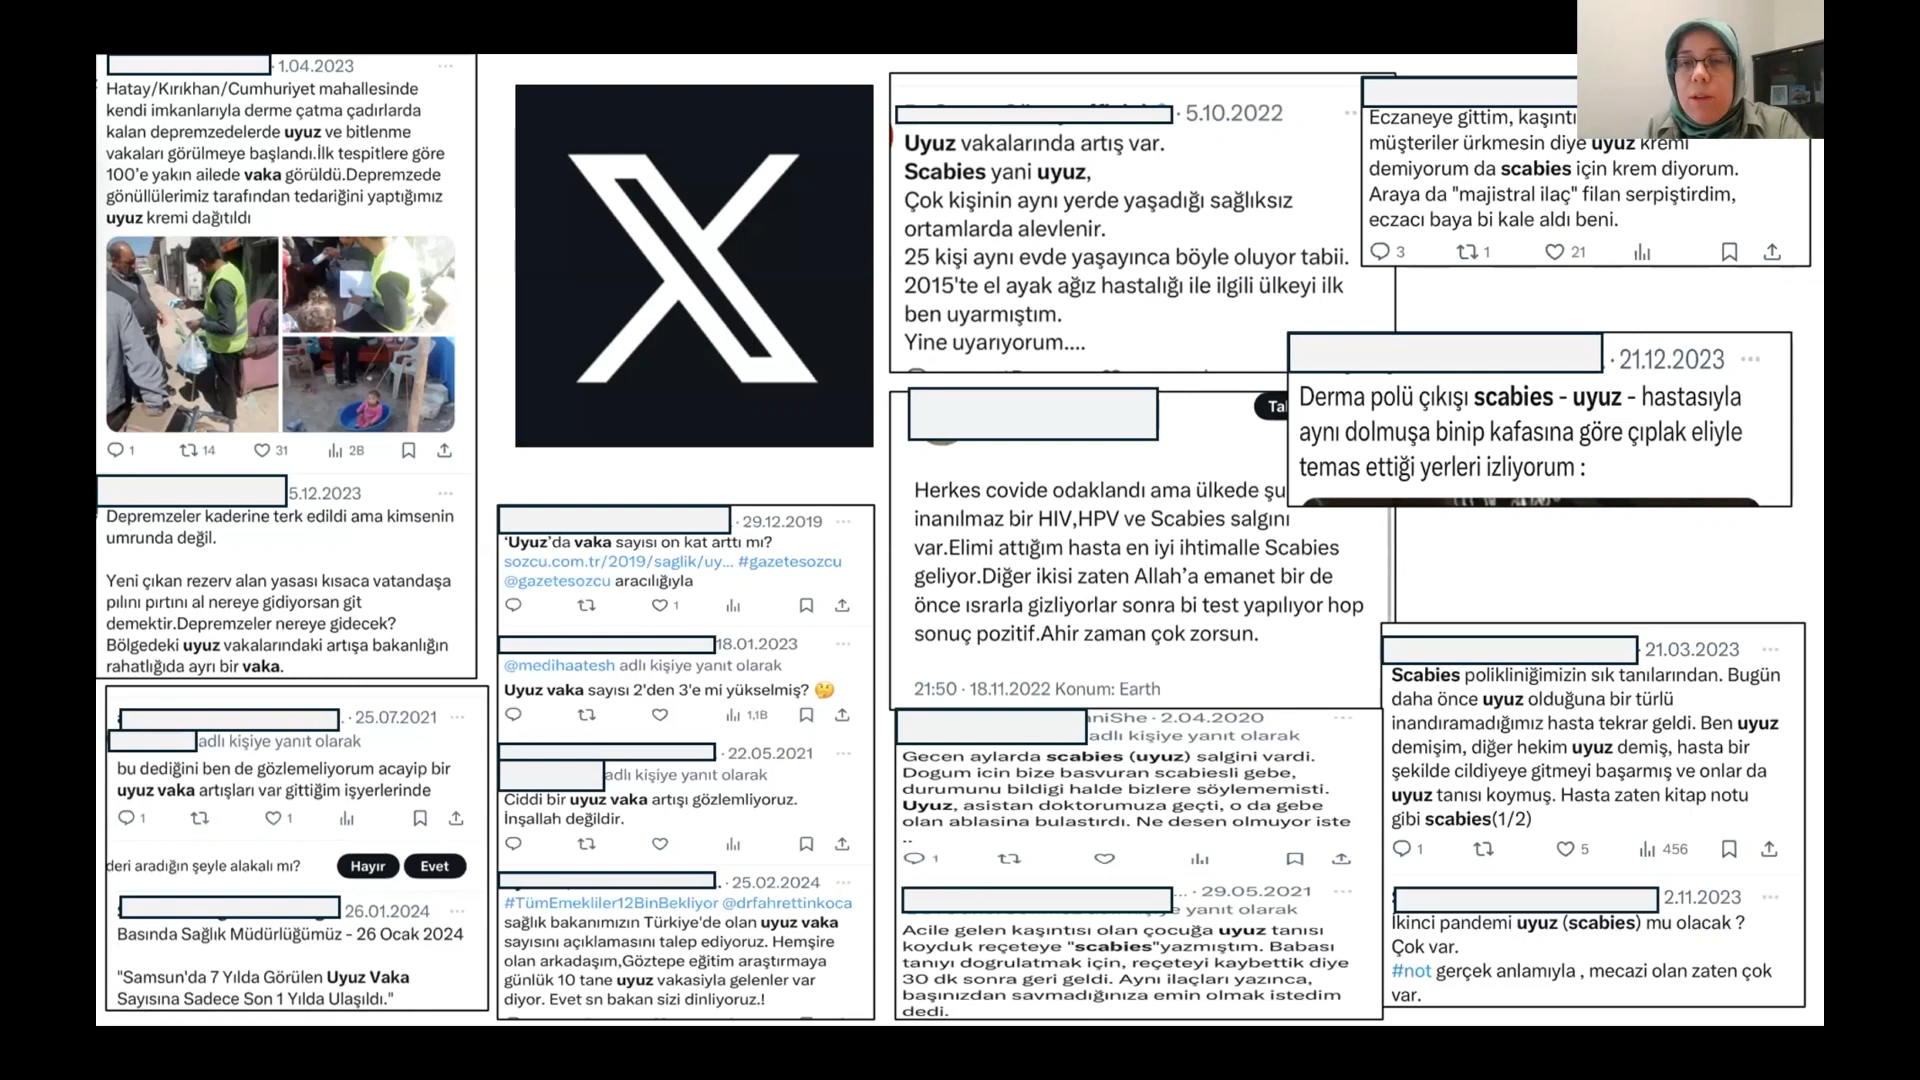 1.04.2023
Hatay/Kırıkhan/Cumhuriyet mahallesinde
kendi imkanlarıyla derme çatma çadırlarda
kalan depremzedelerde uyuz ve bitlenme
vakaları görülmeye başlandı.İlk tespitlere göre
100'e yakın ailede vaka görüldü.Depremzede
gönüllülerimiz tarafından tedariğini yaptığımız
uyuz kremi dağıtıldı
1 14 31 2B
5.12.2023
Depremzeler kaderine terk edildi ama kimsenin
umrunda değil.
Yeni çıkan rezerv alan yasası kısaca vatandaşa
pılını pırtını al nereye gidiyorsan git
demektir.Depremzeler nereye gidecek?
Bölgedeki uyuz vakalarındaki artışa bakanlığın
rahatlığıda ayrı bir vaka.
· 25.07.2021
adlı kişiye yanıt olarak
bu dediğini ben de gözlemeliyorum acayip bir
uyuz vaka artışları var gittiğim işyerlerinde
1 1
deri aradığın şeyle alakalı mı? Hayır Evet
26.01.2024
Basında Sağlık Müdürlüğümüz - 26 Ocak 2024
"Samsun'da 7 Yılda Görülen Uyuz Vaka
Sayısına Sadece Son 1 Yılda Ulaşıldı."
X
· 29.12.2019
'Uyuz'da vaka sayısı on kat arttı mı?
sozcu.com.tr/2019/saglik/uy... #gazetesozcu
@gazetesozcu aracılığıyla
1
18.01.2023
@medihaatesh adlı kişiye yanıt olarak
Uyuz vaka sayısı 2'den 3'e mi yükselmiş? 🤔
1,1B
· 22.05.2021
adlı kişiye yanıt olarak
Ciddi bir uyuz vaka artışı gözlemliyoruz.
İnşallah değildir.
· 25.02.2024
#TümEmekliler12BinBekliyor @drfahrettinkoca
sağlık bakanımızın Türkiye'de olan uyuz vaka
sayısını açıklamasını talep ediyoruz. Hemşire
olan arkadaşım,Göztepe eğitim araştırmaya
günlük 10 tane uyuz vakasıyla gelenler var
diyor. Evet sn bakan sizi dinliyoruz.!
· 5.10.2022
Uyuz vakalarında artış var.
Scabies yani uyuz,
Çok kişinin aynı yerde yaşadığı sağlıksız
ortamlarda alevlenir.
25 kişi aynı evde yaşayınca böyle oluyor tabii.
2015'te el ayak ağız hastalığı ile ilgili ülkeyi ilk
ben uyarmıştım.
Yine uyarıyorum....
Herkes covide odaklandı ama ülkede şu
inanılmaz bir HIV,HPV ve Scabies salgını
var.Elimi attığım hasta en iyi ihtimalle Scabies
geliyor.Diğer ikisi zaten Allah'a emanet bir de
önce ısrarla gizliyorlar sonra bi test yapılıyor hop
sonuç pozitif.Ahir zaman çok zorsun.
21:50 · 18.11.2022 Konum: Earth
niShe · 2.04.2020
adlı kişiye yanıt olarak
Gecen aylarda scabies (uyuz) salgini vardi.
Dogum icin bize basvuran scabiesli gebe,
durumunu bildigi halde bizlere söylememisti.
Uyuz, asistan doktorumuza geçti, o da gebe
olan ablasina bulastırdı. Ne desen olmuyor iste
..
1
... · 29.05.2021
e yanıt olarak
Acile gelen kaşıntısı olan çocuğa uyuz tanısı
koyduk reçeteye "scabies"yazmıştım. Babası
tanıyı dogrulatmak için, reçeteyi kaybettik diye
30 dk sonra geri geldi. Aynı ilaçları yazınca,
başınızdan savmadığınıza emin olmak istedim
dedi.
Eczaneye gittim, kaşıntı
müşteriler ürkmesin diye uyuz kremi
demiyorum da scabies için krem diyorum.
Araya da "majistral ilaç" filan serpiştirdim,
eczacı baya bi kale aldı beni.
3 1 21
· 21.12.2023
Derma polü çıkışı scabies - uyuz - hastasıyla
aynı dolmuşa binip kafasına göre çıplak eliyle
temas ettiği yerleri izliyorum :
21.03.2023
Scabies polikliniğimizin sık tanılarından. Bugün
daha önce uyuz olduğuna bir türlü
inandıramadığımız hasta tekrar geldi. Ben uyuz
demişim, diğer hekim uyuz demiş, hasta bir
şekilde cildiyeye gitmeyi başarmış ve onlar da
uyuz tanısı koymuş. Hasta zaten kitap notu
gibi scabies(1/2)
1 5 456
2.11.2023
İkinci pandemi uyuz (scabies) mu olacak ?
Çok var.
#not gerçek anlamıyla , mecazi olan zaten çok
var.